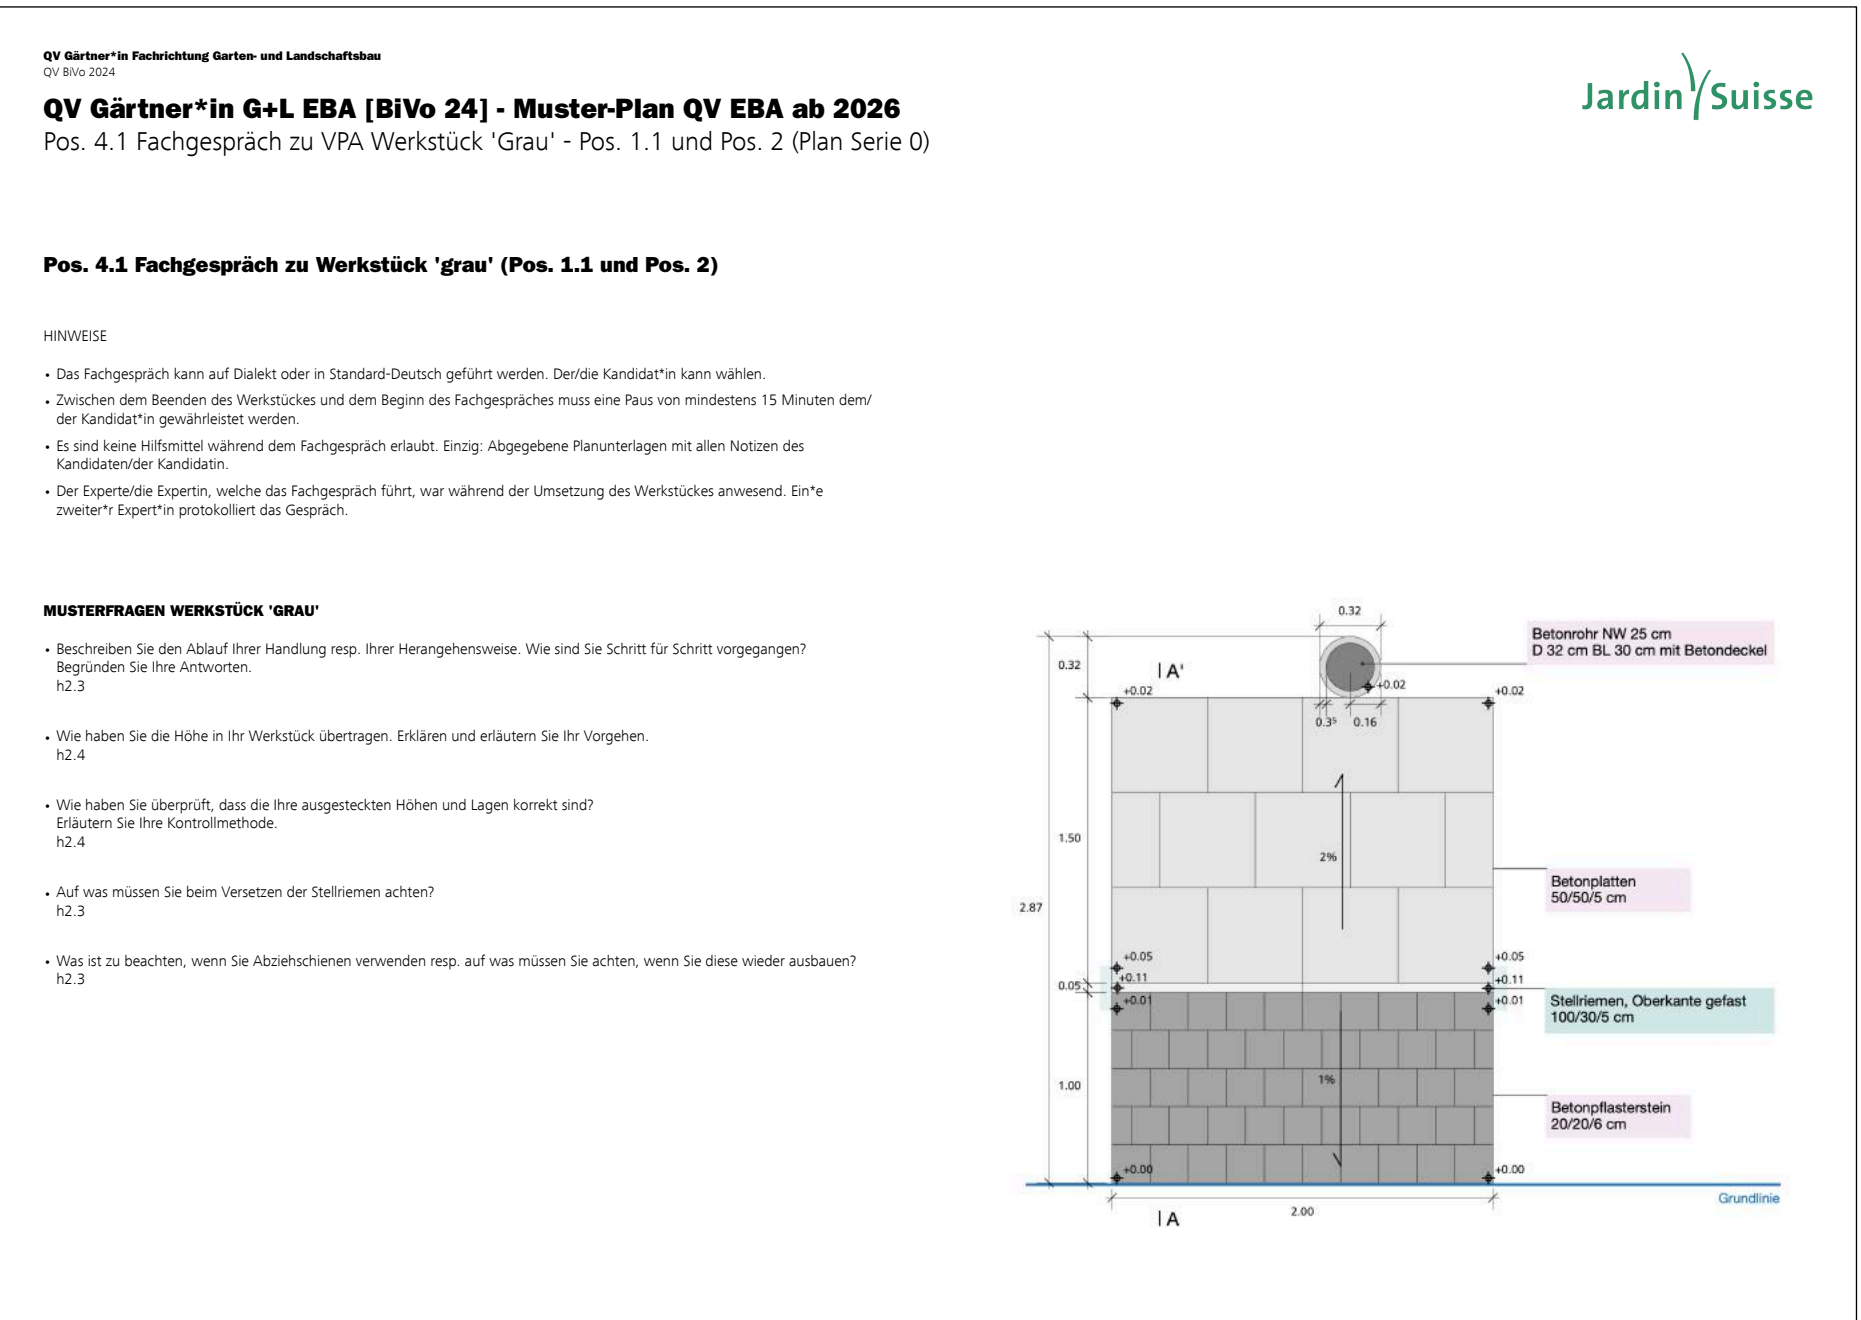 QV Gärtner*in Fachrichtung Garten- und Landschaftsbau
QV BiVo 2024
QV Gärtner*in G+L EBA [BiVo 24] - Muster-Plan QV EBA ab 2026
Pos. 4.1 Fachgespräch zu VPA Werkstück 'Grau' - Pos. 1.1 und Pos. 2 (Plan Serie 0)
Jardin Suisse
Pos. 4.1 Fachgespräch zu Werkstück 'grau' (Pos. 1.1 und Pos. 2)
HINWEISE
• Das Fachgespräch kann auf Dialekt oder in Standard-Deutsch geführt werden. Der/die Kandidat*in kann wählen.
• Zwischen dem Beenden des Werkstückes und dem Beginn des Fachgespräches muss eine Paus von mindestens 15 Minuten dem/
der Kandidat*in gewährleistet werden.
• Es sind keine Hilfsmittel während dem Fachgespräch erlaubt. Einzig: Abgegebene Planunterlagen mit allen Notizen des
Kandidaten/der Kandidatin.
• Der Experte/die Expertin, welche das Fachgespräch führt, war während der Umsetzung des Werkstückes anwesend. Ein*e
zweiter*r Expert*in protokolliert das Gespräch.
MUSTERFRAGEN WERKSTÜCK 'GRAU'
• Beschreiben Sie den Ablauf Ihrer Handlung resp. Ihrer Herangehensweise. Wie sind Sie Schritt für Schritt vorgegangen?
Begründen Sie Ihre Antworten.
h2.3
• Wie haben Sie die Höhe in Ihr Werkstück übertragen. Erklären und erläutern Sie Ihr Vorgehen.
h2.4
• Wie haben Sie überprüft, dass die Ihre ausgesteckten Höhen und Lagen korrekt sind?
Erläutern Sie Ihre Kontrollmethode.
h2.4
• Auf was müssen Sie beim Versetzen der Stellriemen achten?
h2.3
• Was ist zu beachten, wenn Sie Abziehschienen verwenden resp. auf was müssen Sie achten, wenn Sie diese wieder ausbauen?
h2.3
0.32
Betonrohr NW 25 cm
D 32 cm BL 30 cm mit Betondeckel
0.32
A'
+0.02
+0.02
+0.02
0.3⁵
0.16
1.50
2%
Betonplatten
50/50/5 cm
2.87
+0.05
+0.05
+0.11
+0.11
0.05
+0.01
+0.01
Stellriemen, Oberkante gefast
100/30/5 cm
1.00
1%
Betonpflasterstein
20/20/6 cm
+0.00
+0.00
Grundlinie
A
2.00